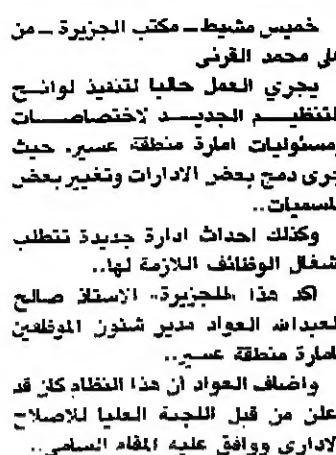 خميس مشيط ـ مكتب الجزيرة ـ من
علي محمد القرني
يجري العمل حاليا لتنفيذ لوائح
التنظيم الجديد لاختصاصات
ومسئوليات امارة منطقة عسير. حيث
جرى دمج بعض الادارات وتغيير بعض
المسميات..
وكذلك احداث ادارة جديدة تتطلب
اشغال الوظائف اللازمة لها..
اكد هذا «للجزيرة» الاستاذ صالح
العبدالله العواد مدير شئون الموظفين
بامارة منطقة عسير..
واضاف العواد أن هذا النظام كان قد
اعلن من قبل اللجنة العليا للاصلاح
الاداري ووافق عليه المقام السامي..